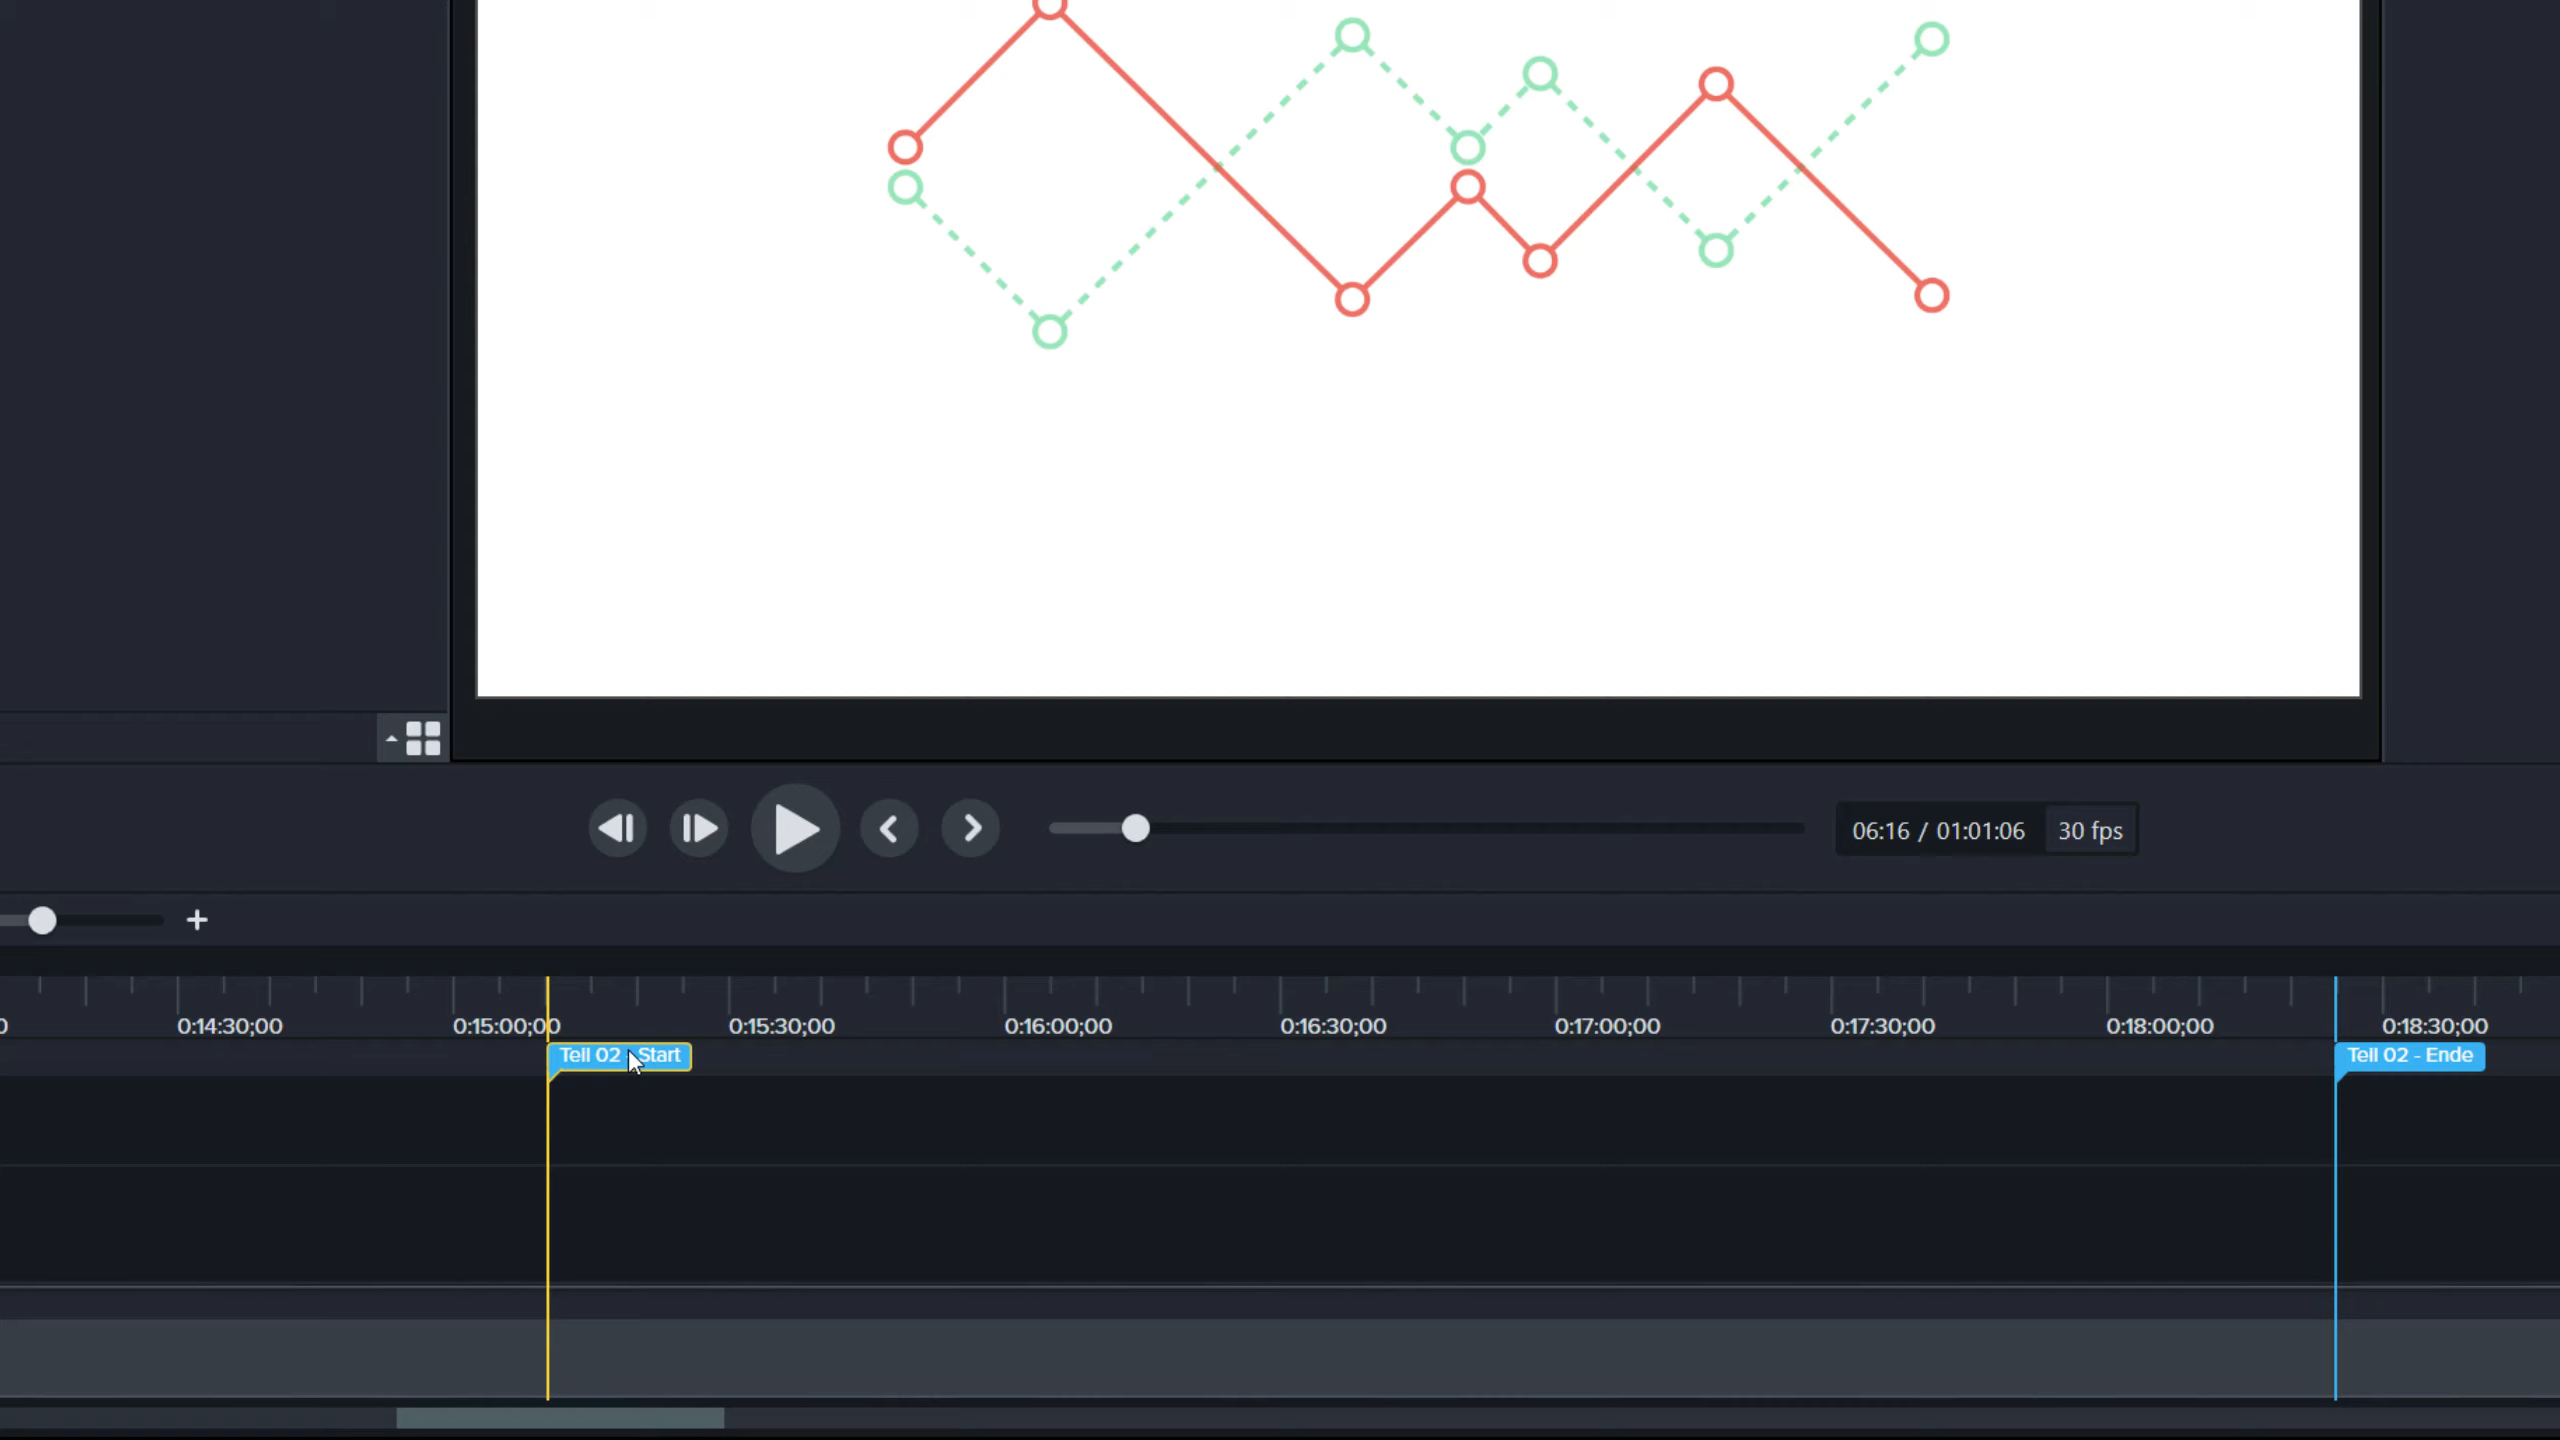 06:16 / 01:01:06 30 fps
0:14:30;00 0:15:00;00 0:15:30;00 0:16:00;00 0:16:30;00 0:17:00;00 0:17:30;00 0:18:00;00 0:18:30;00
Teil 02 - Start Teil 02 - Ende